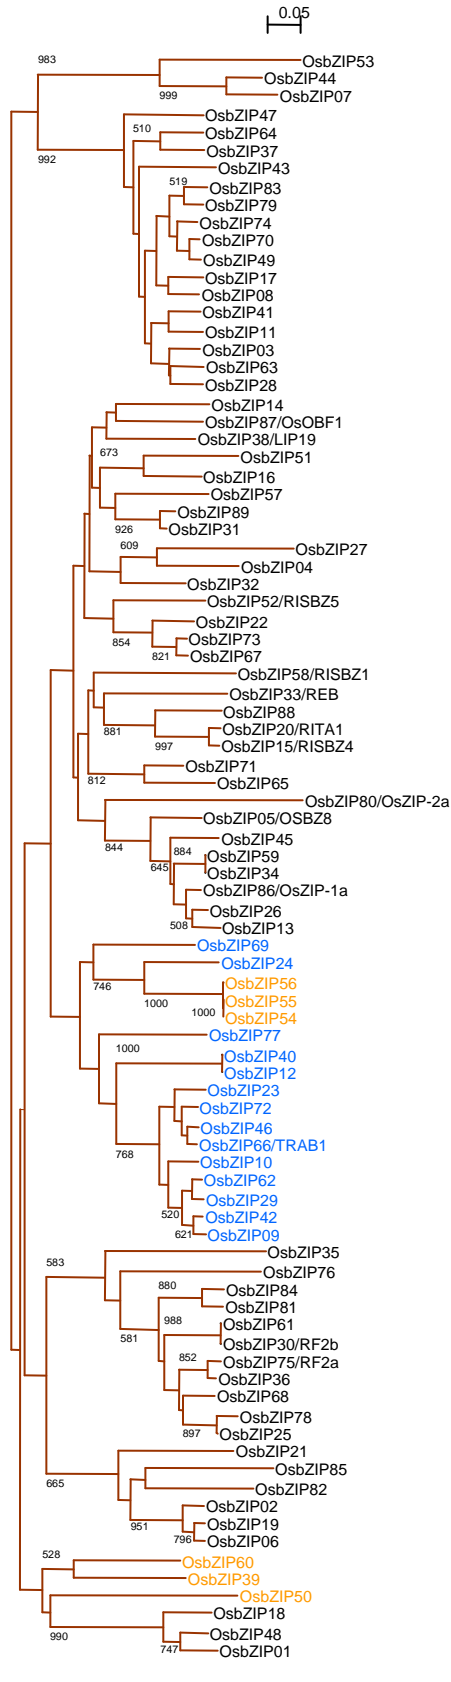 0.05
983
OsbZIP53
OsbZIP44
999
OsbZIP07
OsbZIP47
510
OsbZIP64
992
OsbZIP37
OsbZIP43
519
OsbZIP83
OsbZIP79
OsbZIP74
OsbZIP70
OsbZIP49
OsbZIP17
OsbZIP08
OsbZIP41
OsbZIP11
OsbZIP03
OsbZIP63
OsbZIP28
OsbZIP14
OsbZIP87/OsOBF1
OsbZIP38/LIP19
673
OsbZIP51
OsbZIP16
OsbZIP57
OsbZIP89
926
OsbZIP31
609
OsbZIP27
OsbZIP04
OsbZIP32
OsbZIP52/RISBZ5
OsbZIP22
854
OsbZIP73
821
OsbZIP67
OsbZIP58/RISBZ1
OsbZIP33/REB
OsbZIP88
881
OsbZIP20/RITA1
997
OsbZIP15/RISBZ4
OsbZIP71
812
OsbZIP65
OsbZIP80/OsZIP-2a
OsbZIP05/OSBZ8
OsbZIP45
844
884
OsbZIP59
645
OsbZIP34
OsbZIP86/OsZIP-1a
OsbZIP26
508
OsbZIP13
OsbZIP69
OsbZIP24
746
OsbZIP56
1000
OsbZIP55
1000
OsbZIP54
OsbZIP77
1000
OsbZIP40
OsbZIP12
OsbZIP23
OsbZIP72
OsbZIP46
OsbZIP66/TRAB1
768
OsbZIP10
OsbZIP62
OsbZIP29
520
OsbZIP42
621
OsbZIP09
OsbZIP35
583
OsbZIP76
880
OsbZIP84
OsbZIP81
988
OsbZIP61
581
OsbZIP30/RF2b
852
OsbZIP75/RF2a
OsbZIP36
OsbZIP68
OsbZIP78
897
OsbZIP25
OsbZIP21
OsbZIP85
665
OsbZIP82
OsbZIP02
951
OsbZIP19
796
OsbZIP06
528
OsbZIP60
OsbZIP39
OsbZIP50
OsbZIP18
990
OsbZIP48
747
OsbZIP01